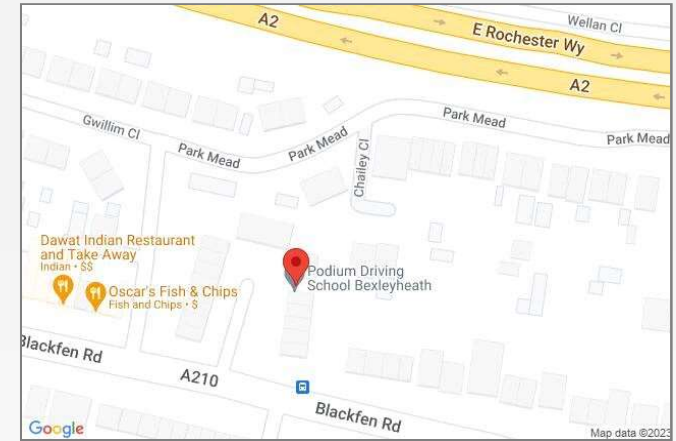 Wellan Cl
A2
E Rochester Wy
A2
Gwillim Cl
Park Mead
Park Mead
Park Mead
Park Mead
Chailey Cl
Dawat Indian Restaurant
and Take Away
Indian • $$
Oscar's Fish & Chips
Fish and Chips • $
Podium Driving
School Bexleyheath
Blackfen Rd
A210
Blackfen Rd
Google
Map data ©2023